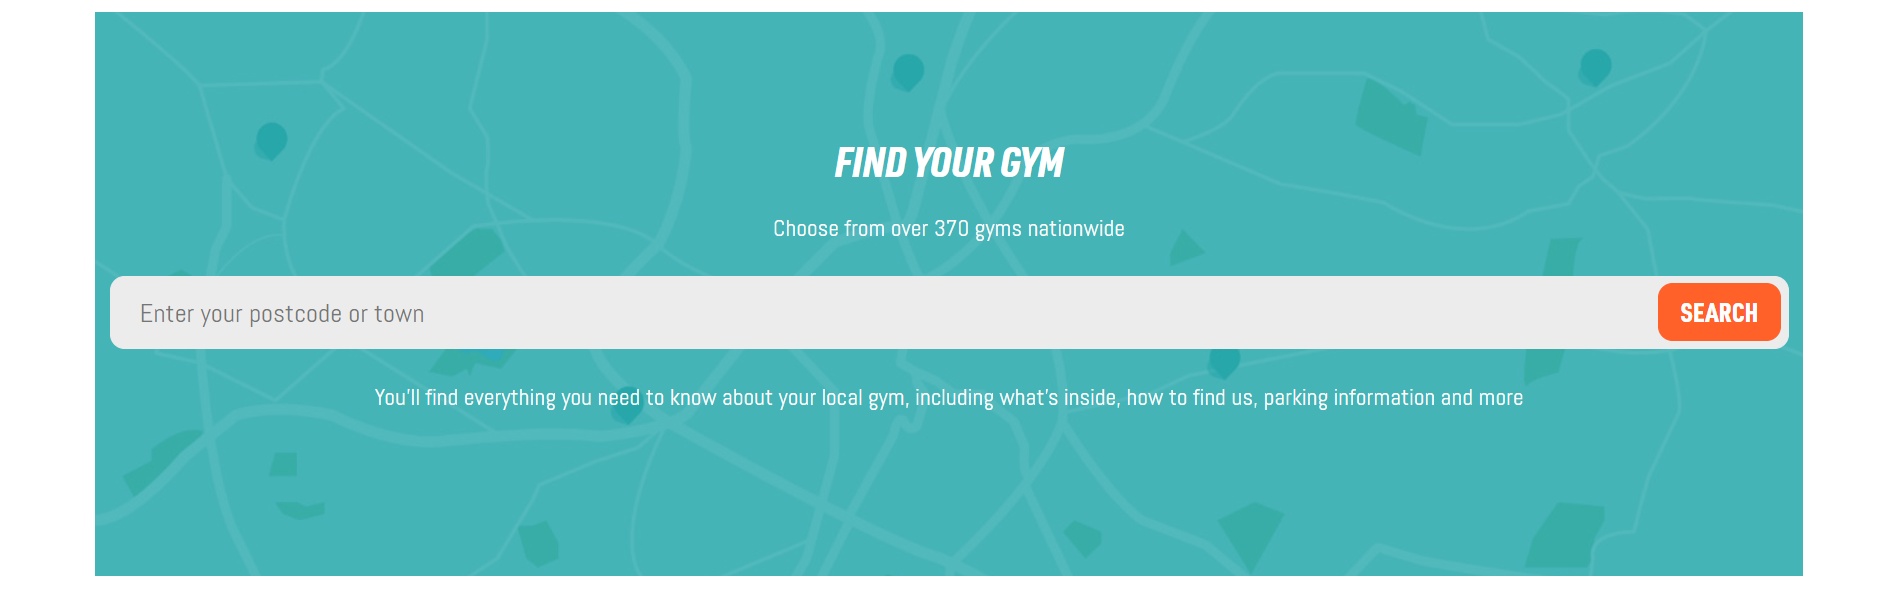 FIND YOUR GYM
Choose from over 370 gyms nationwide
Enter your postcode or town
SEARCH
You'll find everything you need to know about your local gym, including what's inside, how to find us, parking information and more